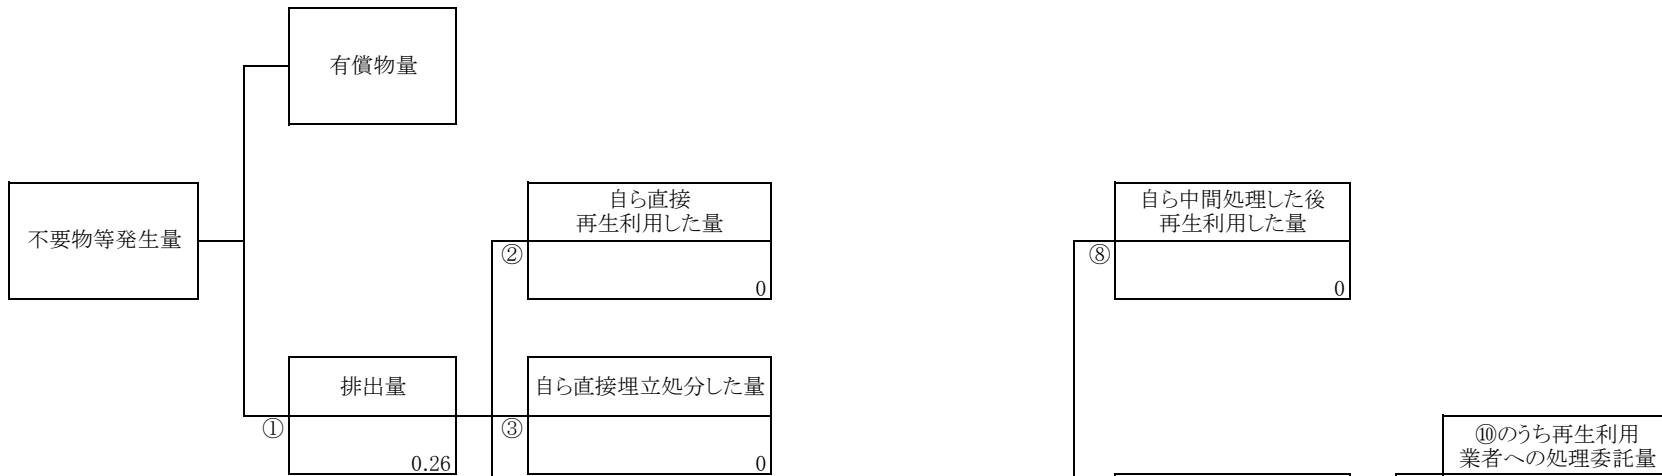 有償物量
不要物等発生量
自ら直接
再生利用した量
②
0
自ら中間処理した後
再生利用した量
⑧
0
排出量
①
0.26
自ら直接埋立処分した量
③
0
⑩のうち再生利用
業者への処理委託量